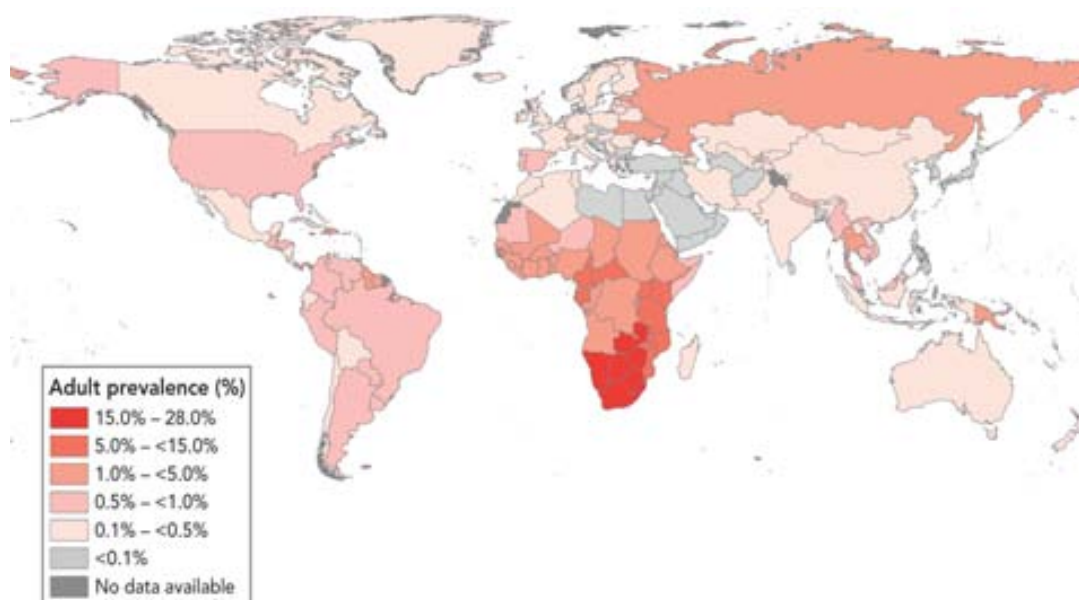 Adult prevalence (%)
15.0% – 28.0%
5.0% – <15.0%
1.0% – <5.0%
0.5% – <1.0%
0.1% – <0.5%
<0.1%
No data available